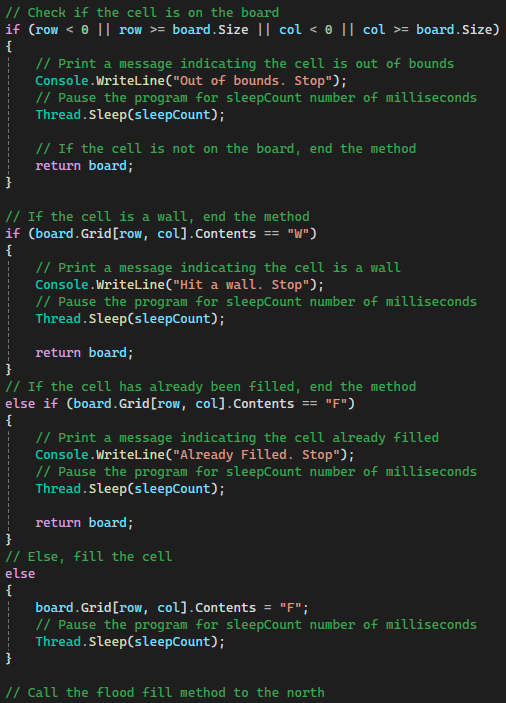 // Check if the cell is on the board
if (row < 0 || row >= board.Size || col < 0 || col >= board.Size)
{
// Print a message indicating the cell is out of bounds
Console.WriteLine("Out of bounds. Stop");
// Pause the program for sleepCount number of milliseconds
Thread.Sleep(sleepCount);
// If the cell is not on the board, end the method
return board;
}
// If the cell is a wall, end the method
if (board.Grid[row, col].Contents == "W")
{
// Print a message indicating the cell is a wall
Console.WriteLine("Hit a wall. Stop");
// Pause the program for sleepCount number of milliseconds
Thread.Sleep(sleepCount);
return board;
}
// If the cell has already been filled, end the method
else if (board.Grid[row, col].Contents == "F")
{
// Print a message indicating the cell already filled
Console.WriteLine("Already Filled. Stop");
// Pause the program for sleepCount number of milliseconds
Thread.Sleep(sleepCount);
return board;
}
// Else, fill the cell
else
{
board.Grid[row, col].Contents = "F";
// Pause the program for sleepCount number of milliseconds
Thread.Sleep(sleepCount);
}
// Call the flood fill method to the north